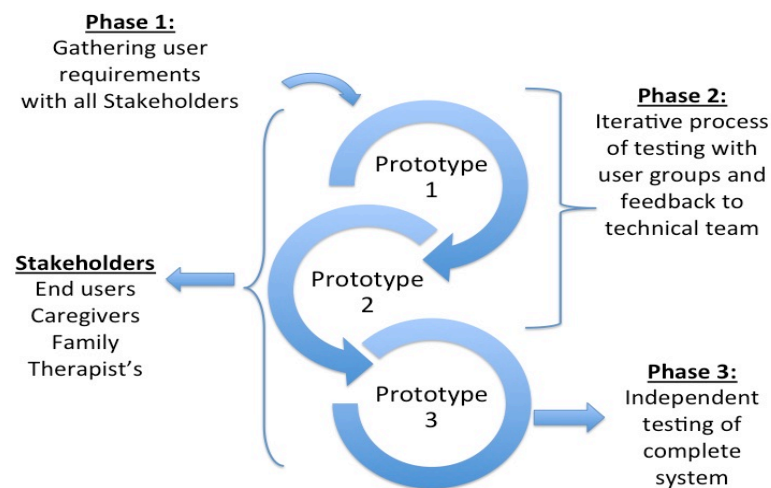 Phase 1:
Gathering user
requirements
with all Stakeholders
Prototype
1
Phase 2:
Iterative process
of testing with
user groups and
feedback to
technical team
Stakeholders
End users
Caregivers
Family
Therapist’s
Prototype
2
Prototype
3
Phase 3:
Independent
testing of
complete
system